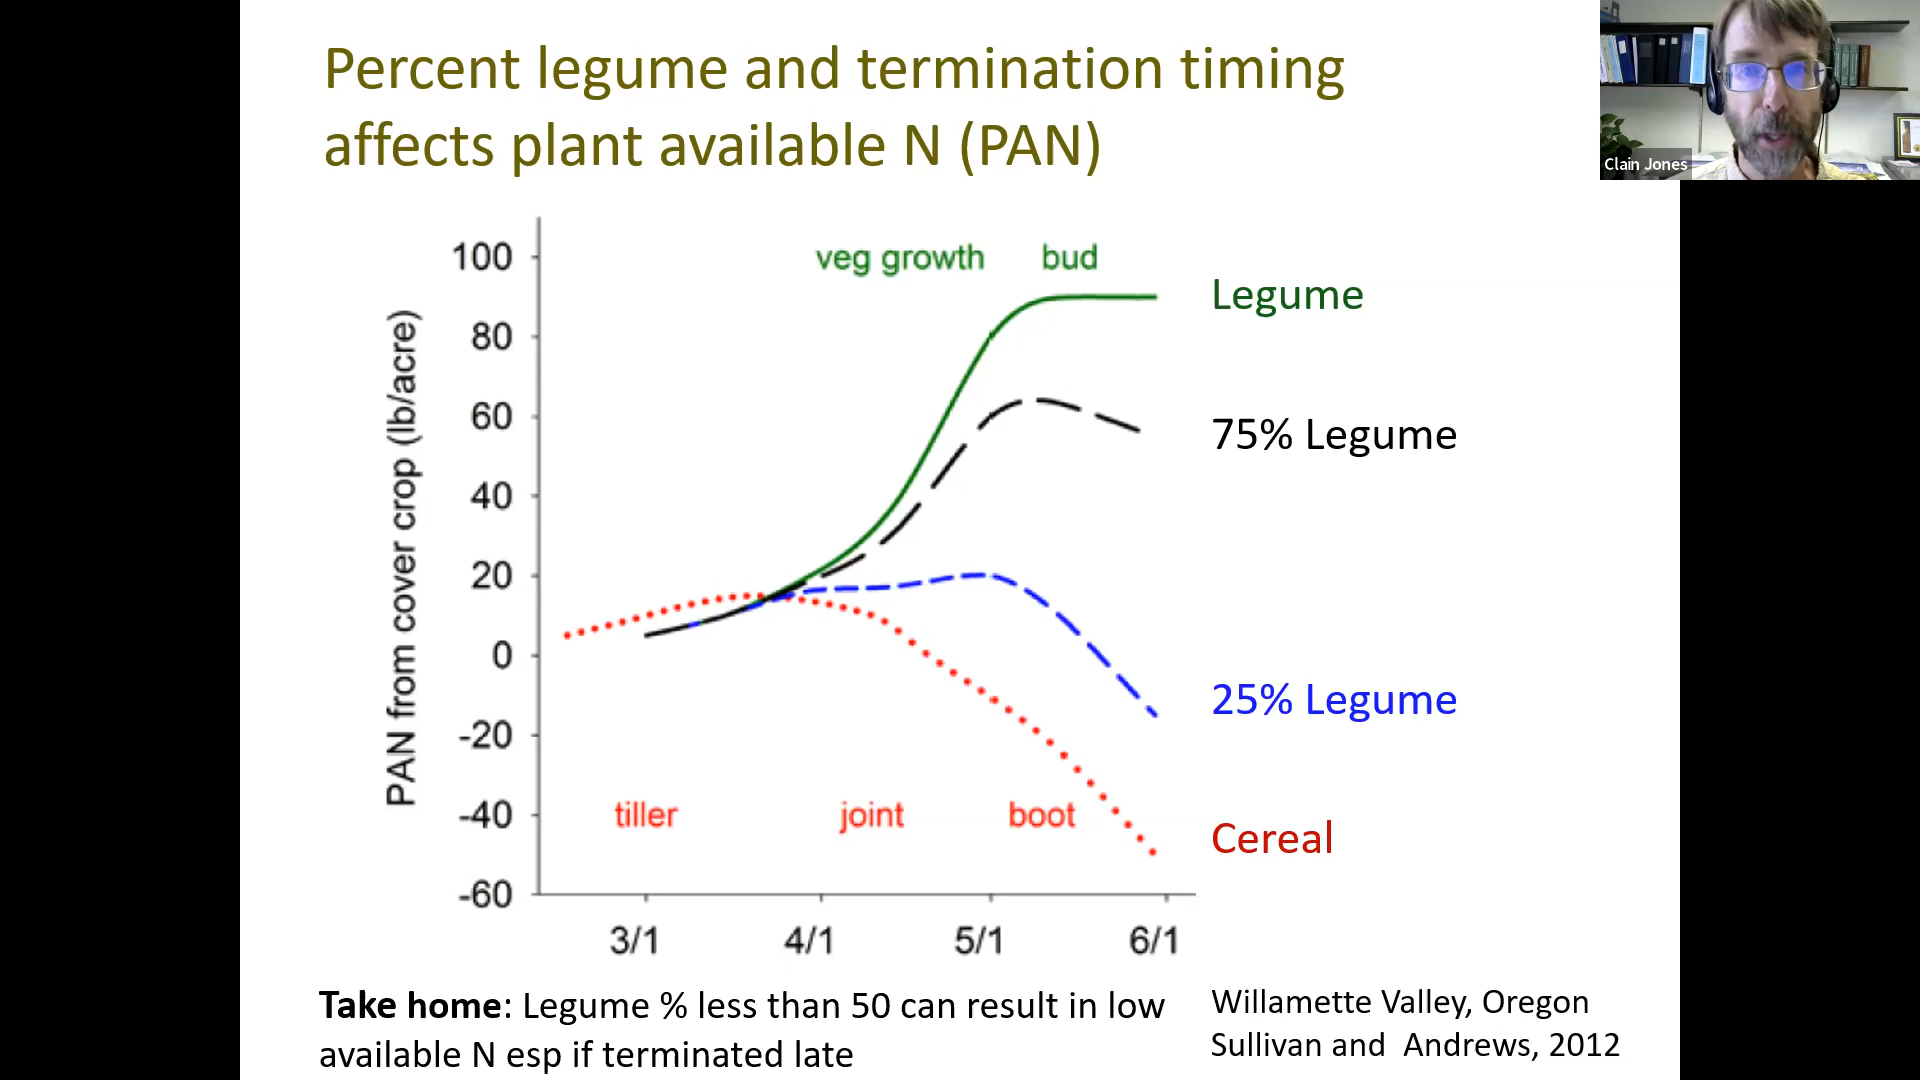 Percent legume and termination timing
affects plant available N (PAN)
Clain Jones
PAN from cover crop (lb/acre)
100
80
60
40
20
0
-20
-40
-60
veg growth
bud
Legume
75% Legume
25% Legume
Cereal
tiller
joint
boot
3/1
4/1
5/1
6/1
Take home: Legume % less than 50 can result in low
available N esp if terminated late
Willamette Valley, Oregon
Sullivan and  Andrews, 2012